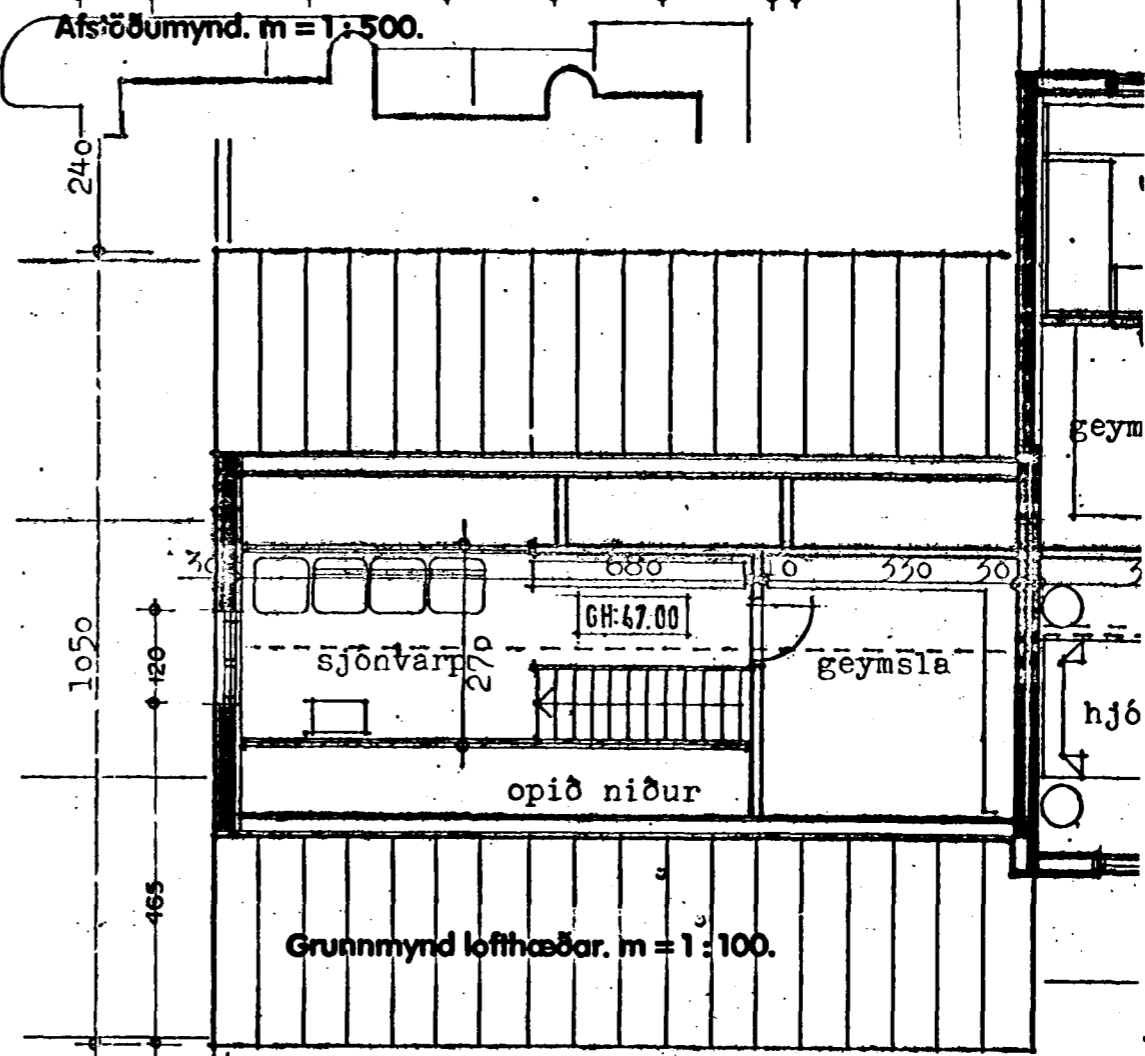 Afstöðumynd. m = 1 : 500.
240
geym
30
680
10
330
30
3
GH: 67.00
1050
120
sjónvarp
270
geymsla
hjó
opið niður
465
Grunnmynd lofthæðar. m = 1 : 100.